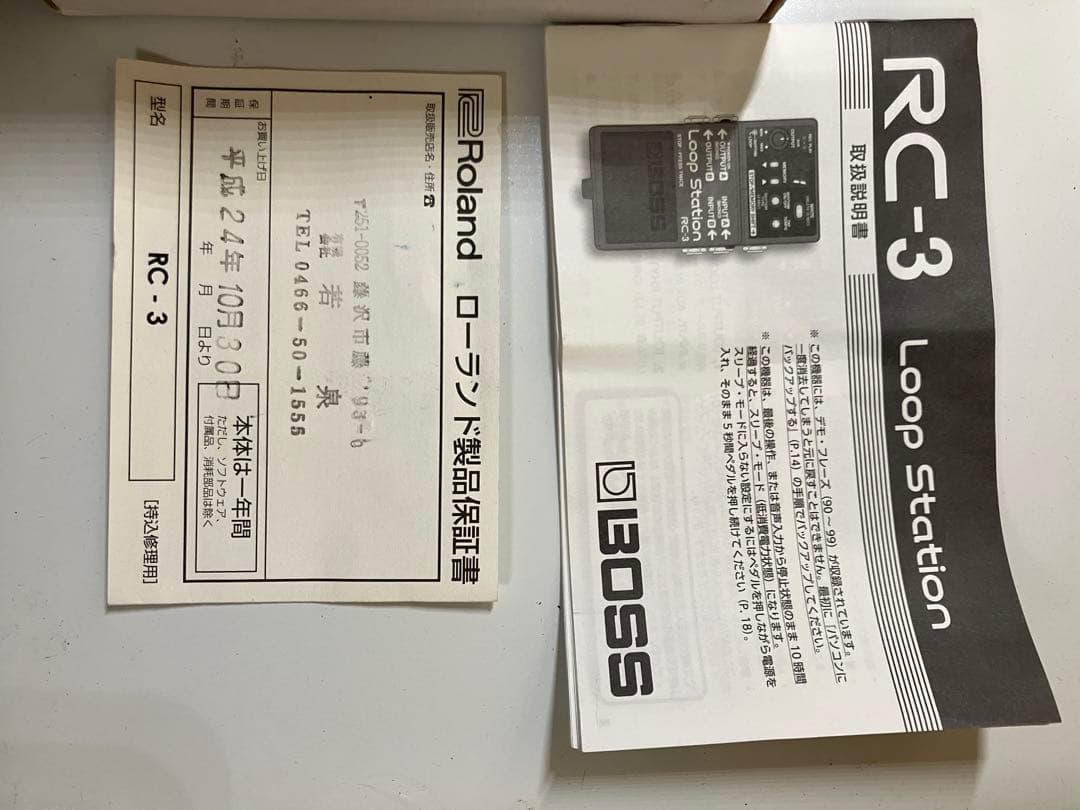 Roland ローランド製品保証書
取扱販売店名・住所☎
〒251-0052 藤沢市藤
有限会社 若泉
TEL 0466-50-1555
保証期間
お買い上げ日
平成24年10月30日
年 月 日より
本体は一年間
ただし、ソフトウェア、
付属品、消耗部品は除く
型名
RC-3
[持込修理用]
RC-3 Loop Station
取扱説明書
OUTPUT A
OUTPUT B
INPUT A
INPUT B
Loop Station
RC-3
STOP:PRESS TWICE
BOSS
※ この機器には、デモ・フレーズ(90～99)が収録されています。
一度消去してしまうと元に戻すことはできません。最初に「パソコンに
バックアップする」(P.14)の手順でバックアップしてください。
※ この機器は、最後の操作、または音声入力から停止状態のまま10時間
経過すると、スリープ・モード(低消費電力状態)になります。
スリープ・モードに入らない設定にするにはペダルを押しながら電源を
入れ、そのまま5秒間ペダルを押し続けてください(P.18)。
BOSS